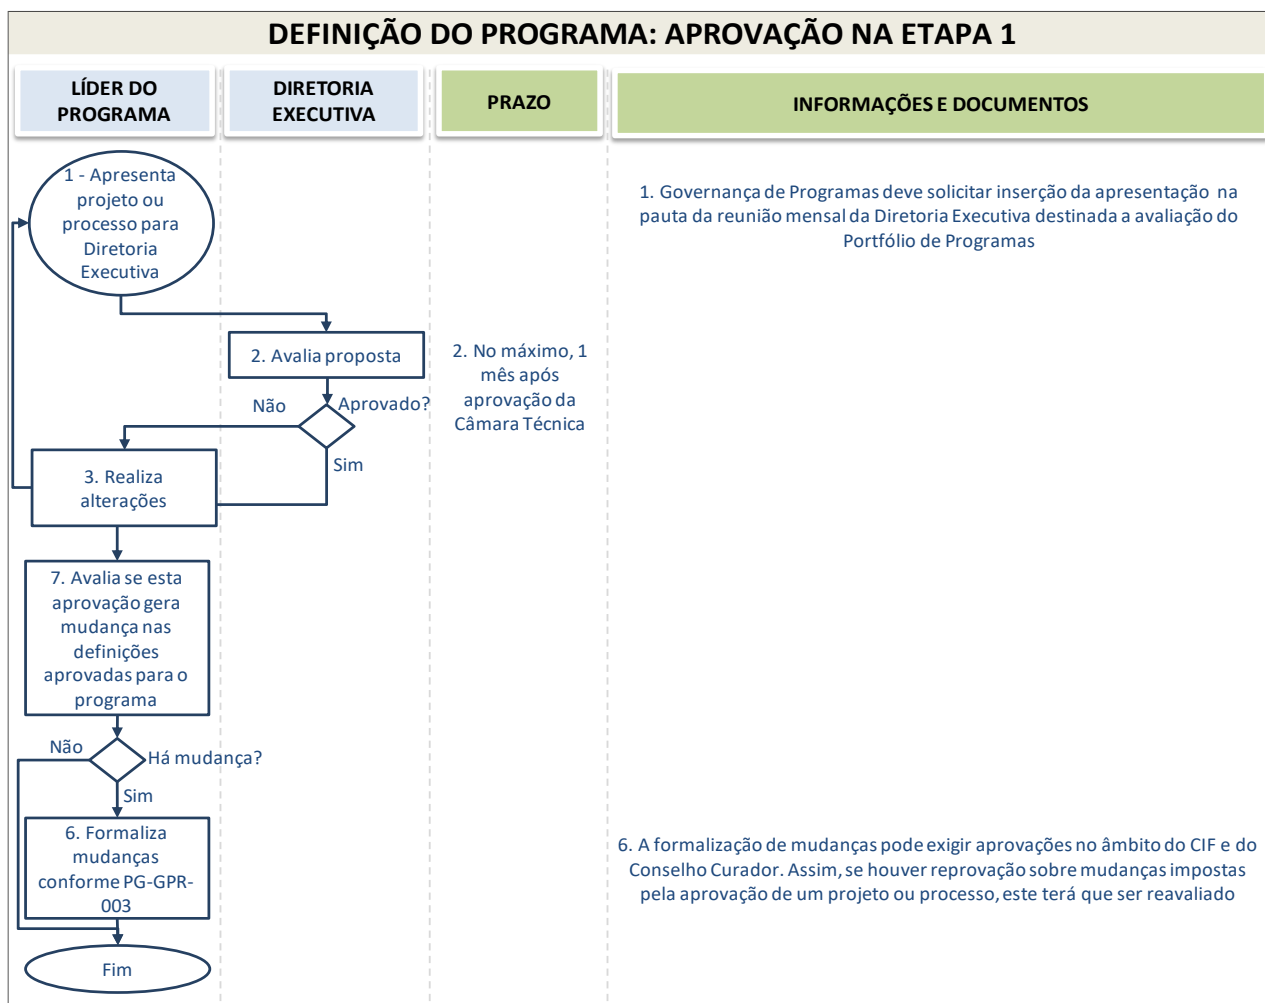 DEFINIÇÃO DO PROGRAMA: APROVAÇÃO NA ETAPA 1
LÍDER DO
PROGRAMA
DIRETORIA
EXECUTIVA
PRAZO
INFORMAÇÕES E DOCUMENTOS
1 - Apresenta
projeto ou
processo para
Diretoria
Executiva
1. Governança de Programas deve solicitar inserção da apresentação na
pauta da reunião mensal da Diretoria Executiva destinada a avaliação do
Portfólio de Programas
2. Avalia proposta
2. No máximo, 1
mês após
aprovação da
Câmara Técnica
Não
Aprovado?
Sim
3. Realiza
alterações
7. Avalia se esta
aprovação gera
mudança nas
definições
aprovadas para o
programa
Não
Há mudança?
Sim
6. Formaliza
mudanças
conforme PG-GPR-
003
6. A formalização de mudanças pode exigir aprovações no âmbito do CIF e do
Conselho Curador. Assim, se houver reprovação sobre mudanças impostas
pela aprovação de um projeto ou processo, este terá que ser reavaliado
Fim